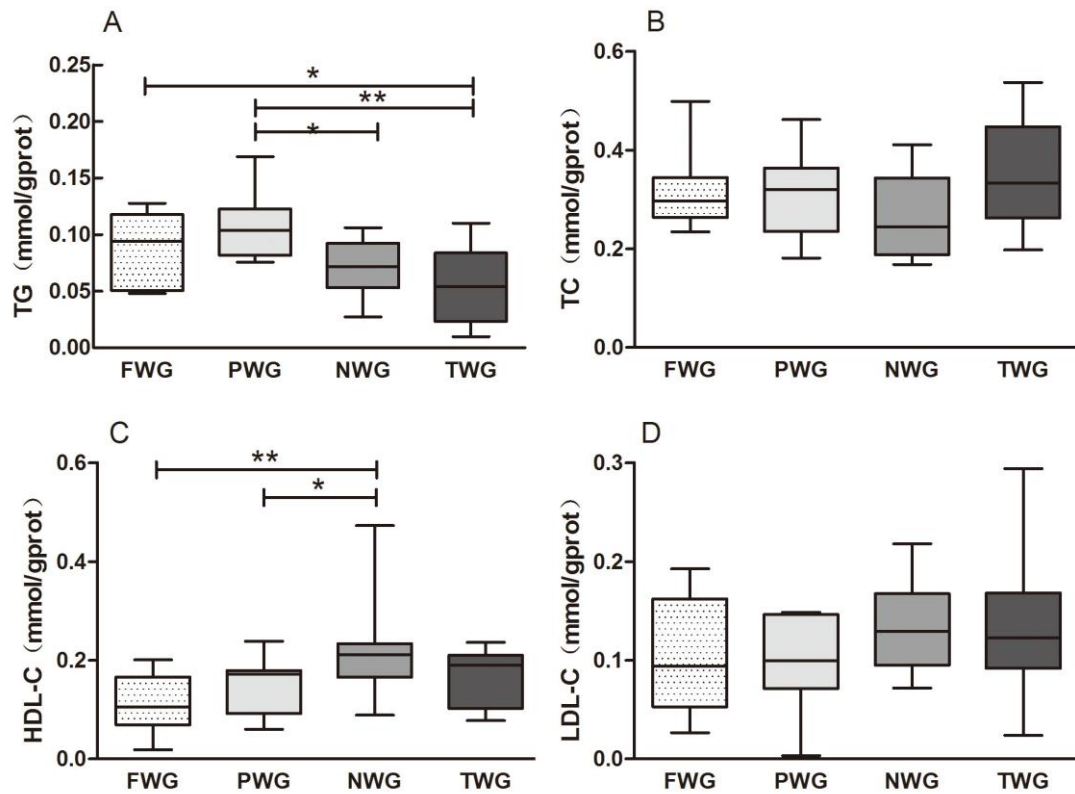 A
TG（mmol/gprot）
0.25
0.20
0.15
0.10
0.05
0.00
*
**
*
FWG PWG NWG TWG
B
TC（mmol/gprot）
0.6
0.4
0.2
0.0
FWG PWG NWG TWG
C
HDL-C（mmol/gprot）
0.6
0.4
0.2
0.0
**
*
FWG PWG NWG TWG
D
LDL-C（mmol/gprot）
0.3
0.2
0.1
0.0
FWG PWG NWG TWG